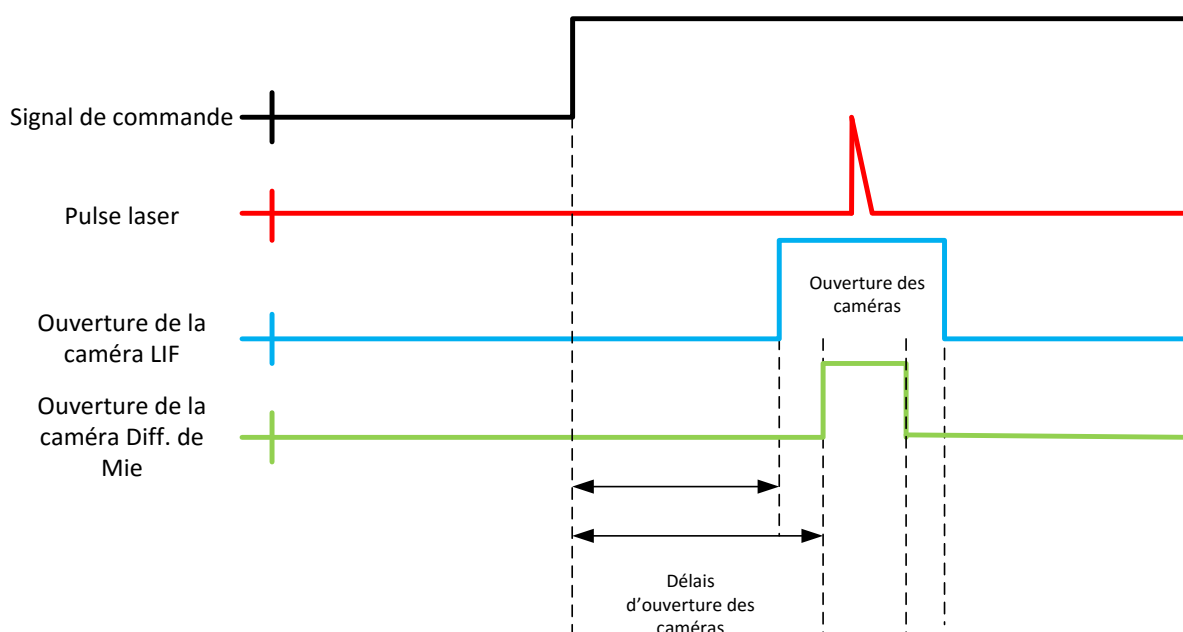 Signal de commande
Pulse laser
Ouverture des
caméras
Ouverture de la
caméra LIF
Ouverture de la
caméra Diff. de
Mie
Délais
d'ouverture des
caméras